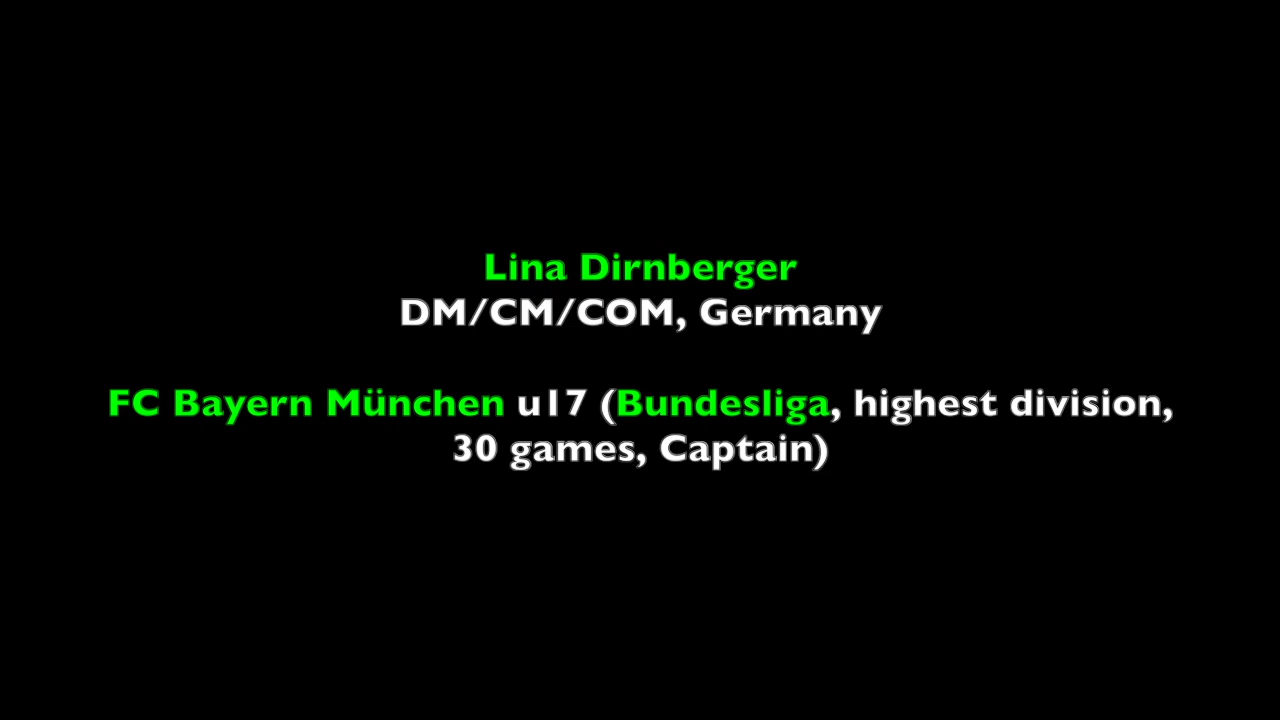 Lina Dirnberger
DM/CM/COM, Germany
FC Bayern München u17 (Bundesliga, highest division,
30 games, Captain)